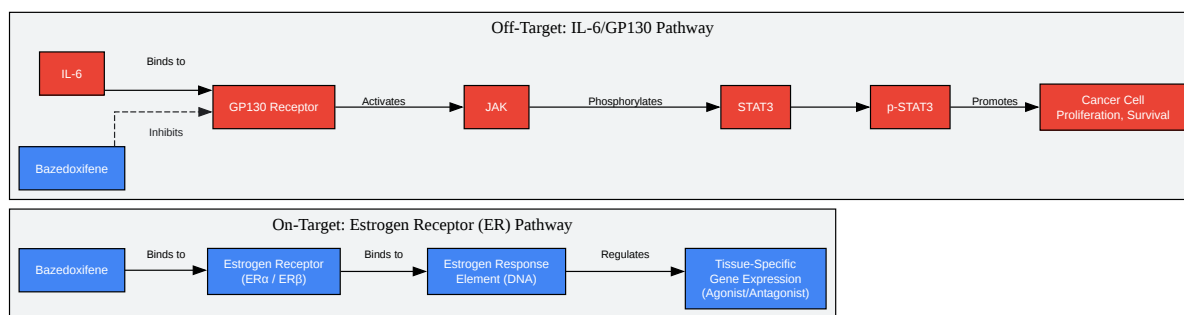 Off-Target: IL-6/GP130 Pathway
IL-6
Binds to
GP130 Receptor
Activates
JAK
Phosphorylates
STAT3
p-STAT3
Promotes
Cancer Cell
Proliferation, Survival
Inhibits
Bazedoxifene
On-Target: Estrogen Receptor (ER) Pathway
Bazedoxifene
Binds to
Estrogen Receptor
(ERα / ERβ)
Binds to
Estrogen Response
Element (DNA)
Regulates
Tissue-Specific
Gene Expression
(Agonist/Antagonist)